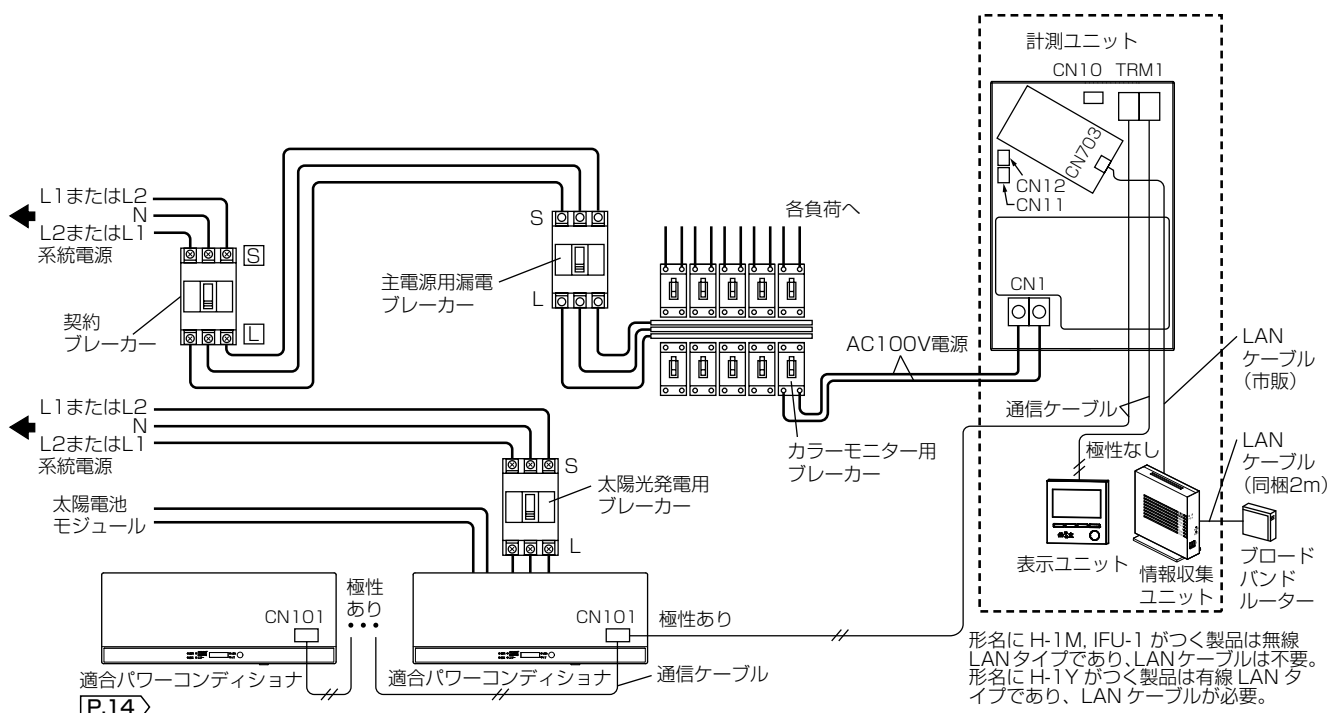 計測ユニット
CN10 TRM1
CN703
CN12
CN11
CN1
L1またはL2
N
L2またはL1
系統電源
S
L
契約
ブレーカー
S
主電源用漏電
ブレーカー
L
各負荷へ
AC100V電源
LAN
ケーブル
(市販)
通信ケーブル
カラーモニター用
ブレーカー
極性なし
LAN
ケーブル
(同梱2m)
L1またはL2
N
L2またはL1
系統電源
S
太陽光発電用
ブレーカー
L
太陽電池
モジュール
表示ユニット
情報収集
ユニット
ブロード
バンド
ルーター
CN101
極性
あり
CN101
極性あり
適合パワーコンディショナ
適合パワーコンディショナ
通信ケーブル
P.14
形名に H-1M, IFU-1 がつく製品は無線
LANタイプであり、LANケーブルは不要。
形名に H-1Y がつく製品は有線 LAN タ
イプであり、LAN ケーブルが必要。